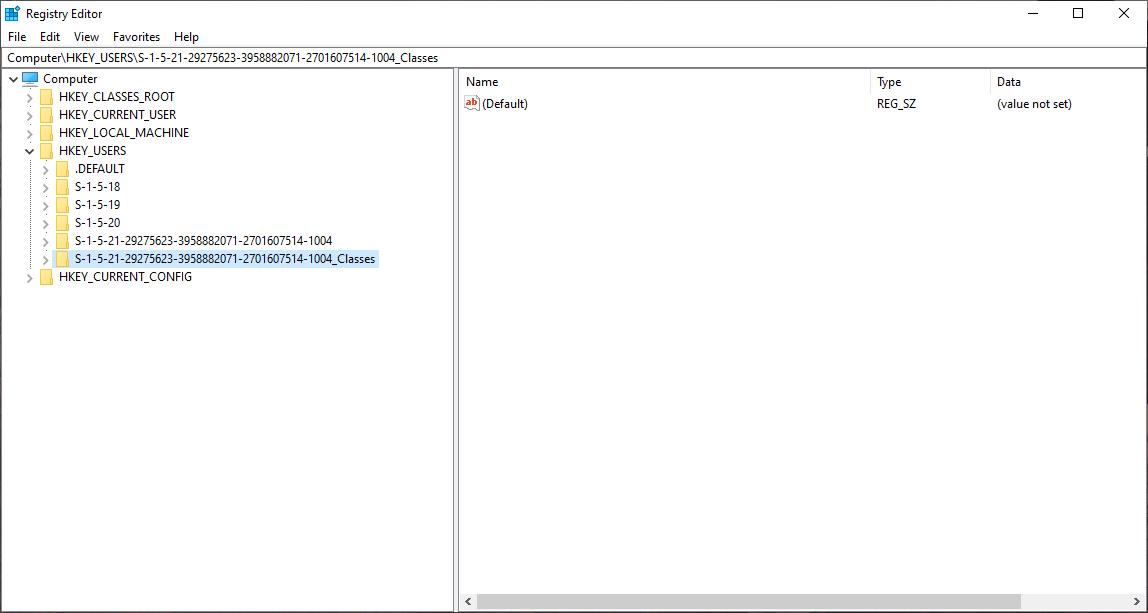 Registry Editor
File Edit View Favorites Help
Computer\HKEY_USERS\S-1-5-21-29275623-3958882071-2701607514-1004_Classes
Computer
HKEY_CLASSES_ROOT
HKEY_CURRENT_USER
HKEY_LOCAL_MACHINE
HKEY_USERS
.DEFAULT
S-1-5-18
S-1-5-19
S-1-5-20
S-1-5-21-29275623-3958882071-2701607514-1004
S-1-5-21-29275623-3958882071-2701607514-1004_Classes
HKEY_CURRENT_CONFIG
Name Type Data
ab (Default) REG_SZ (value not set)